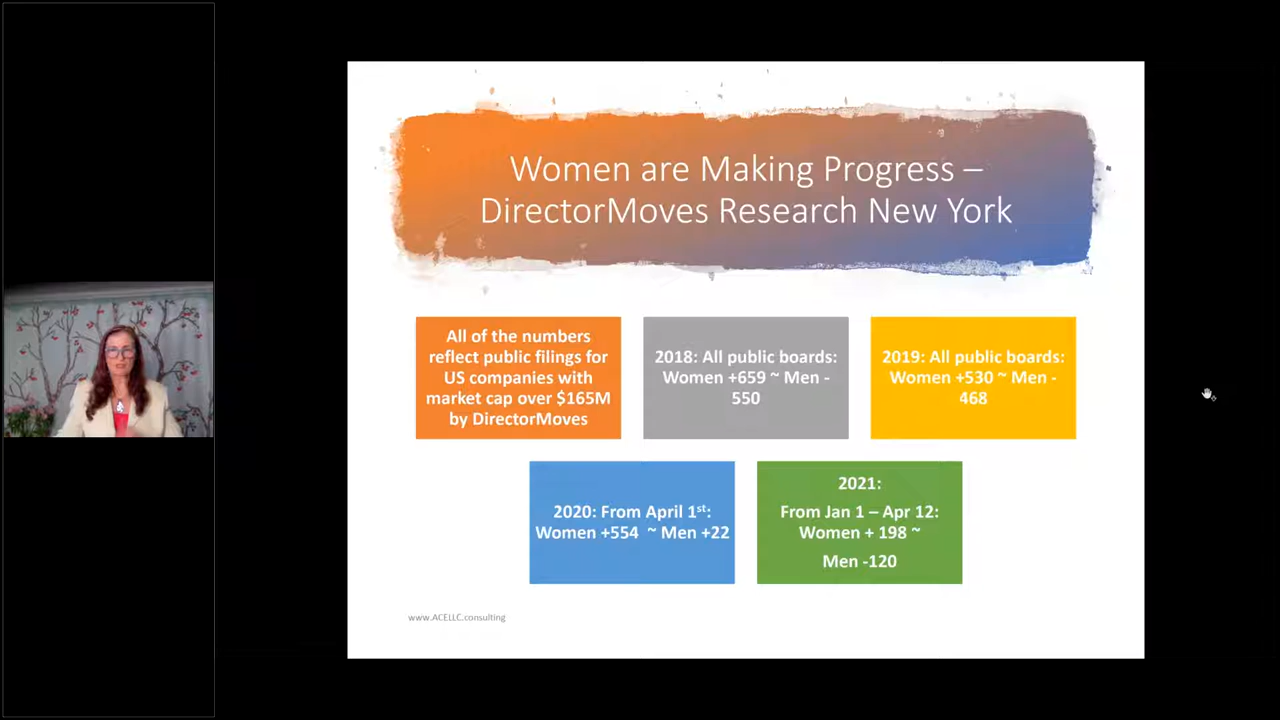 Women are Making Progress –
DirectorMoves Research New York
All of the numbers
reflect public filings for
US companies with
market cap over $165M
by DirectorMoves
2018: All public boards:
Women +659 ~ Men -
550
2019: All public boards:
Women +530 ~ Men -
468
2020: From April 1st:
Women +554 ~ Men +22
2021:
From Jan 1 – Apr 12:
Women + 198 ~
Men -120
www.ACELLC.consulting